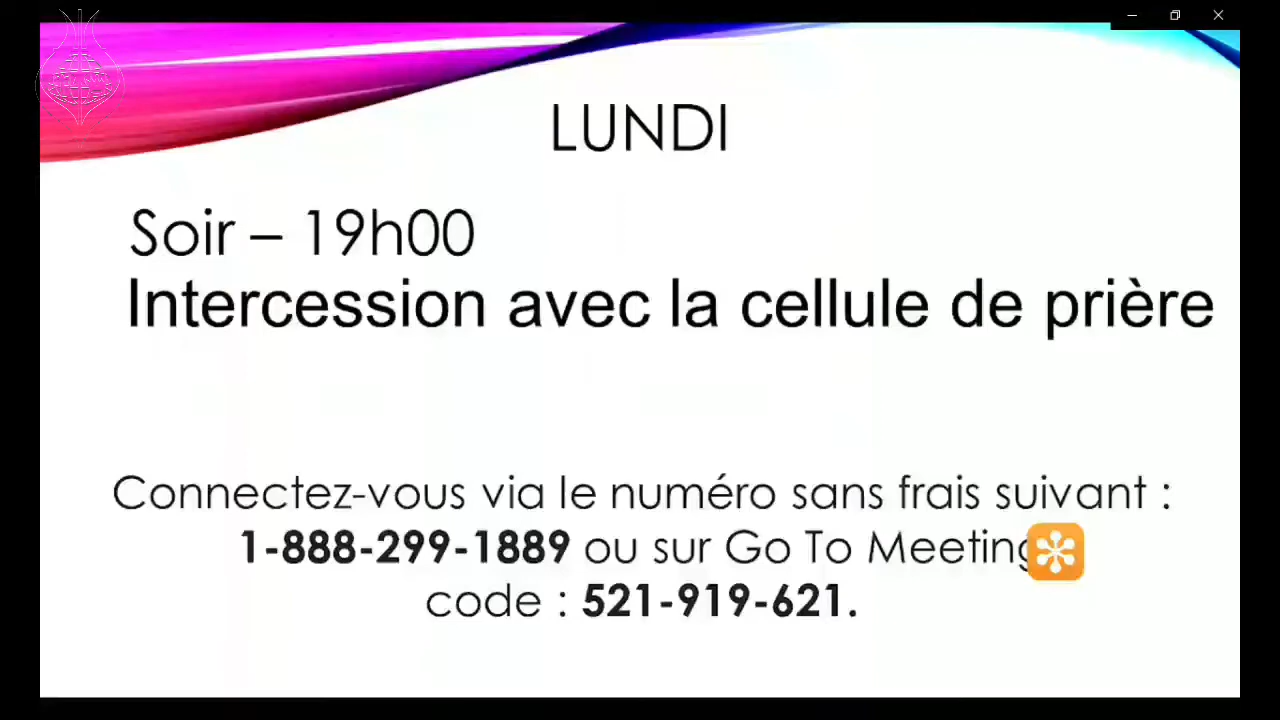 LUNDI
Soir – 19h00
Intercession avec la cellule de prière
Connectez-vous via le numéro sans frais suivant :
1-888-299-1889 ou sur Go To Meeting
code : 521-919-621.